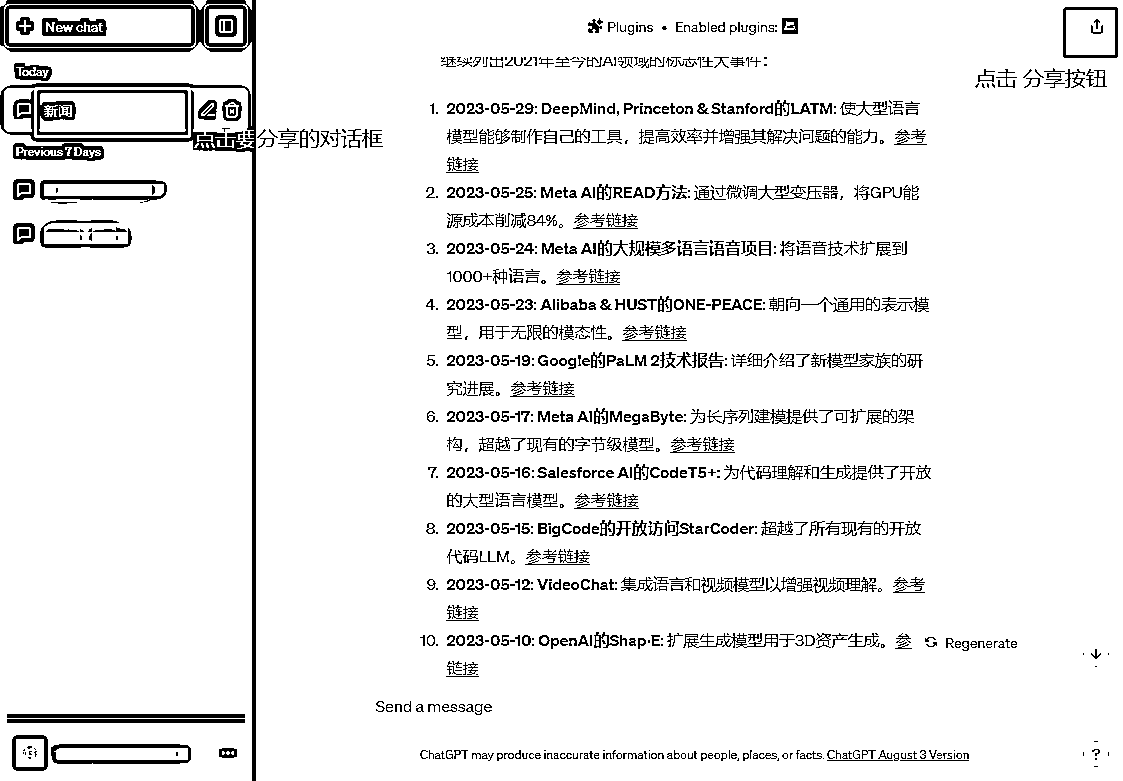 New chat
Today
新闻
点击要分享的对话框
Previous 7 Days
Plugins • Enabled plugins:
点击 分享按钮
继续列出2021年至今的AI领域的标志性大事件：
1. 2023-05-29: DeepMind, Princeton & Stanford的LATM: 使大型语言
模型能够制作自己的工具，提高效率并增强其解决问题的能力。参考
链接
2. 2023-05-25: Meta AI的READ方法: 通过微调大型变压器，将GPU能
源成本削减84%。参考链接
3. 2023-05-24: Meta AI的大规模多语言语音项目: 将语音技术扩展到
1000+种语言。参考链接
4. 2023-05-23: Alibaba & HUST的ONE-PEACE: 朝向一个通用的表示模
型，用于无限的模态性。参考链接
5. 2023-05-19: Google的PaLM 2技术报告: 详细介绍了新模型家族的研
究进展。参考链接
6. 2023-05-17: Meta AI的MegaByte: 为长序列建模提供了可扩展的架
构，超越了现有的字节级模型。参考链接
7. 2023-05-16: Salesforce AI的CodeT5+: 为代码理解和生成提供了开放
的大型语言模型。参考链接
8. 2023-05-15: BigCode的开放访问StarCoder: 超越了所有现有的开放
代码LLM。参考链接
9. 2023-05-12: VideoChat: 集成语言和视频模型以增强视频理解。参考
链接
10. 2023-05-10: OpenAI的Shap·E: 扩展生成模型用于3D资产生成。参
链接
Regenerate
Send a message
ChatGPT may produce inaccurate information about people, places, or facts. ChatGPT August 3 Version
?